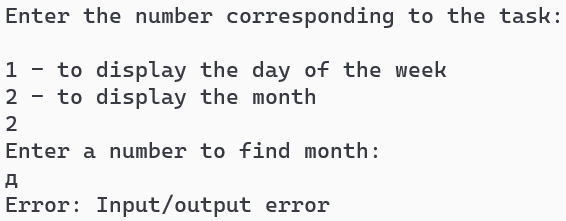 Enter the number corresponding to the task:
1 – to display the day of the week
2 – to display the month
2
Enter a number to find month:
д
Error: Input/output error